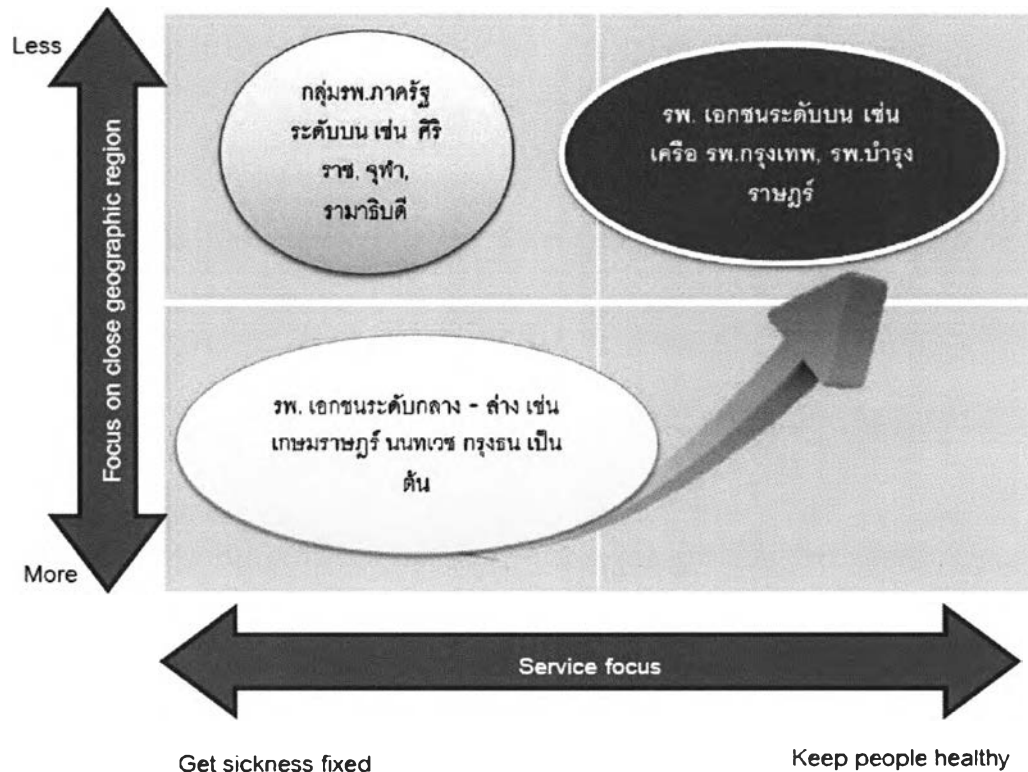 Less
กลุ่มรพ.ภาครัฐ
ระดับบน เช่น ศิริ
ราช, จุฬา,
รามาธิบดี
รพ. เอกชนระดับบน เช่น
เครือ รพ.กรุงเทพ, รพ.บำรุง
ราษฎร์
Focus on close geographic region
รพ. เอกชนระดับกลาง - ล่าง เช่น
เกษมราษฎร์ นนทเวช กรุงธน เป็น
ต้น
More
Service focus
Get sickness fixed
Keep people healthy